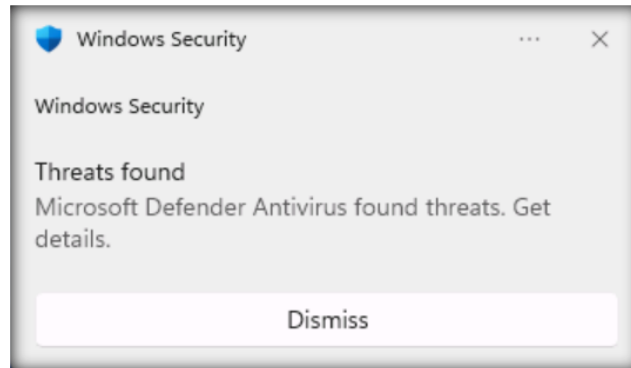 Windows Security
Windows Security
Threats found
Microsoft Defender Antivirus found threats. Get
details.
Dismiss